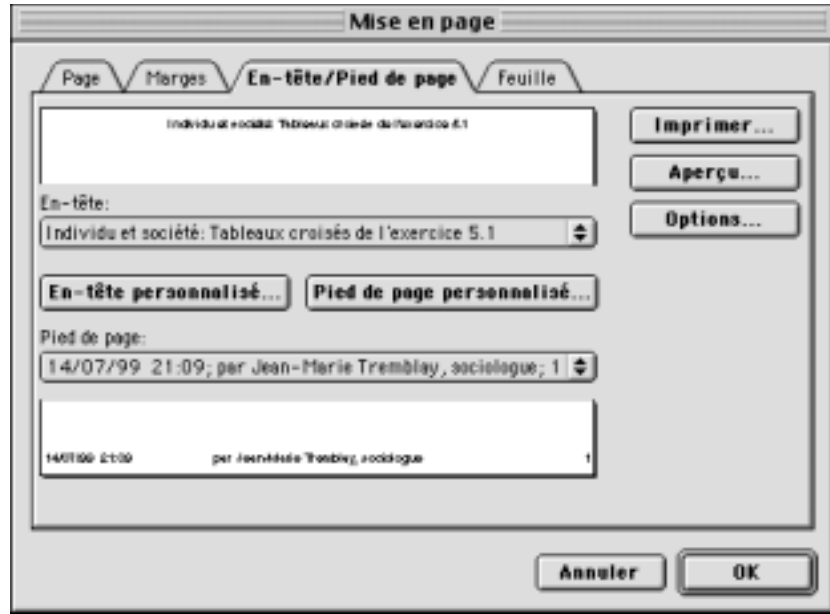 Mise en page
Page Marges En-tête/Pied de page Feuille
Individu et société: Tableaux croisés de l'exercice 5.1
Imprimer...
Aperçu...
En-tête:
Options...
Individu et société: Tableaux croisés de l'exercice 5.1
En-tête personnalisé... Pied de page personnalisé...
Pied de page:
14/07/99 21:09; par Jean-Marie Tremblay, sociologue; 1
14/07/99 21:09 par Jean-Marie Tremblay, sociologue 1
Annuler OK